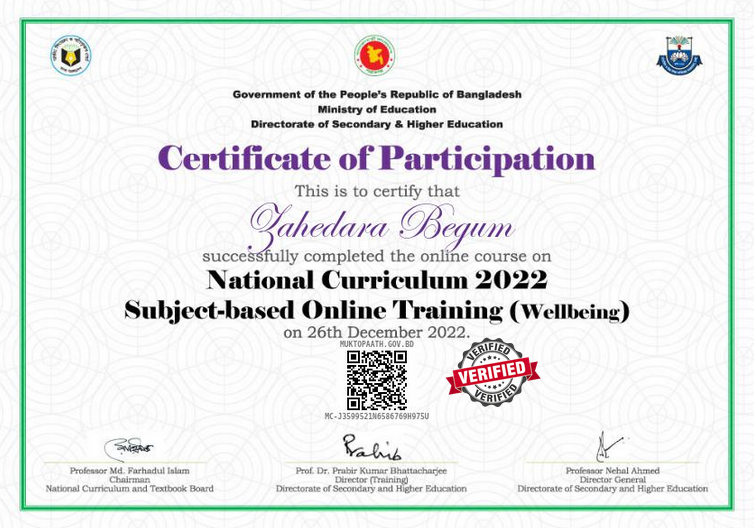 Government of the People's Republic of Bangladesh
Ministry of Education
Directorate of Secondary & Higher Education
Certificate of Participation
This is to certify that
Zahedara Begum
successfully completed the online course on
National Curriculum 2022
Subject-based Online Training (Wellbeing)
on 26th December 2022.
MUKTOPAATH.GOV.BD
VERIFIED
VERIFIED
VERIFIED
MC-J3599521N6586769H975U
Professor Md. Farhadul Islam
Chairman
National Curriculum and Textbook Board
Prof. Dr. Prabir Kumar Bhattacharjee
Director (Training)
Directorate of Secondary and Higher Education
Professor Nehal Ahmed
Director General
Directorate of Secondary and Higher Education